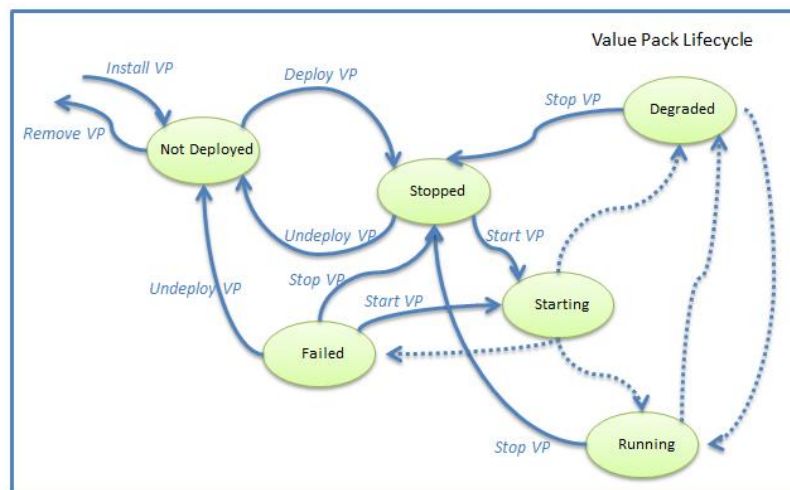 Value Pack Lifecycle
Install VP
Deploy VP
Stop VP
Degraded
Remove VP
Not Deployed
Stopped
Undeploy VP
Start VP
Stop VP
Undeploy VP
Start VP
Starting
Failed
Stop VP
Running